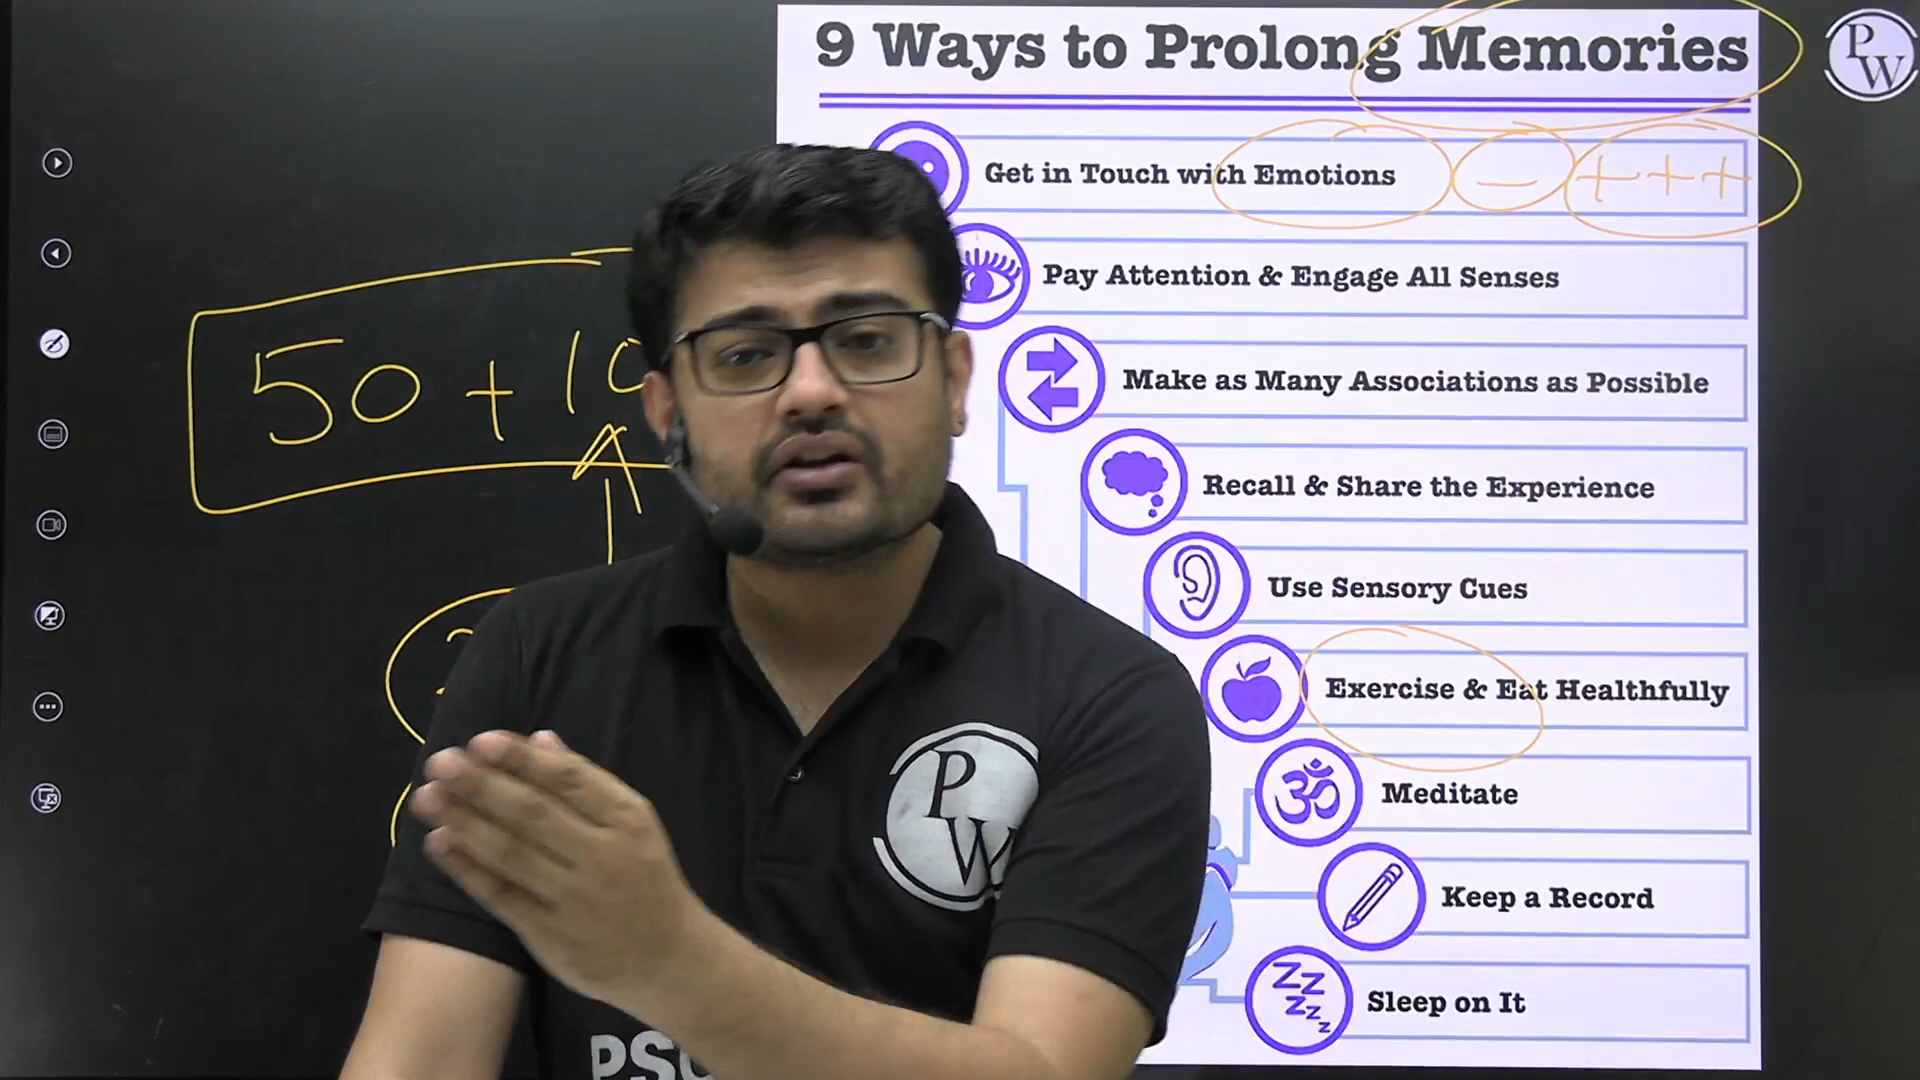 9 Ways to Prolong Memories
PW
Get in Touch with Emotions
— + + +
Pay Attention & Engage All Senses
50 + 10
Make as Many Associations as Possible
Recall & Share the Experience
Use Sensory Cues
Exercise & Eat Healthfully
Meditate
PW
Keep a Record
Sleep on It